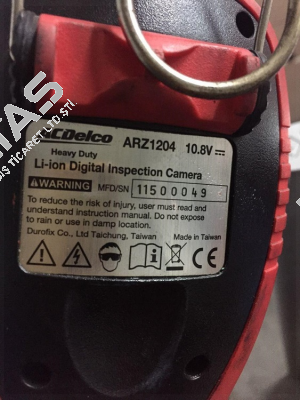 CDelco ARZ1204 10.8V
Heavy Duty
Li-ion Digital Inspection Camera
WARNING MFD/SN 11500049
To reduce the risk of injury, user must read and
understand instruction manual. Do not expose
to rain or use in damp location.
Durofix Co., Ltd Taichung, Taiwan Made in Taiwan